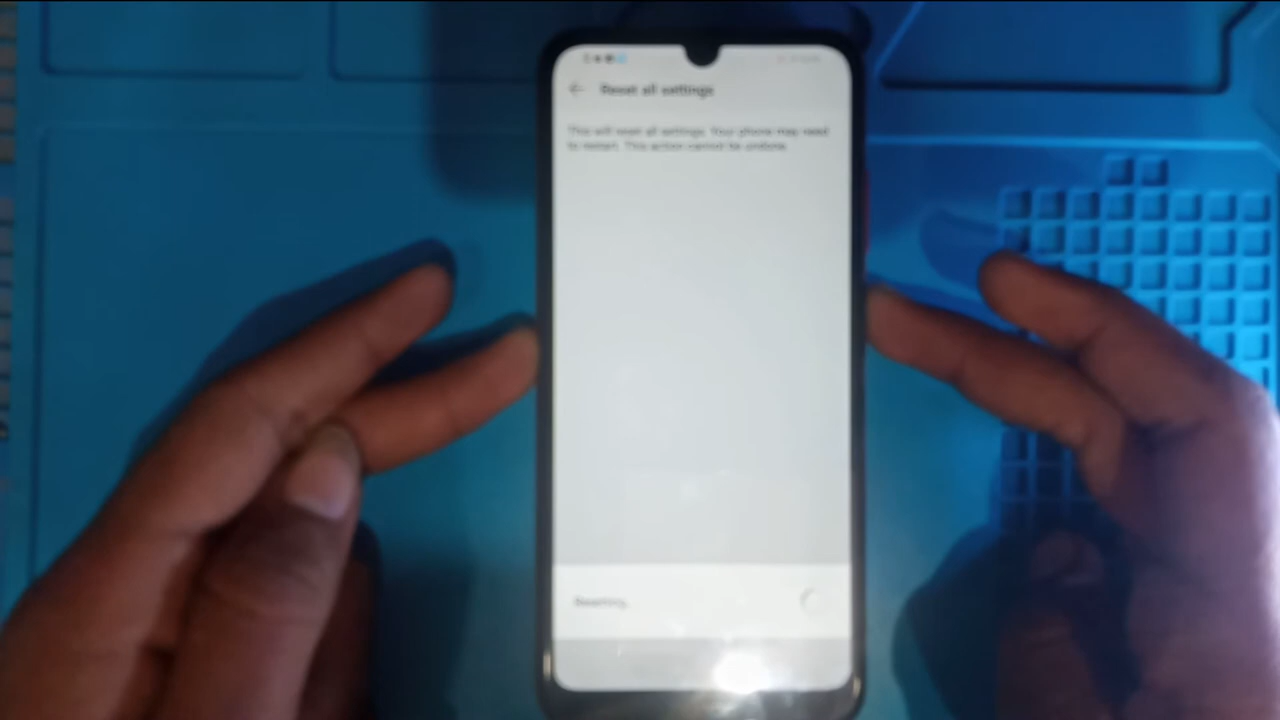 Reset all settings
This will reset all settings. Your phone may need
to restart. This action cannot be undone.